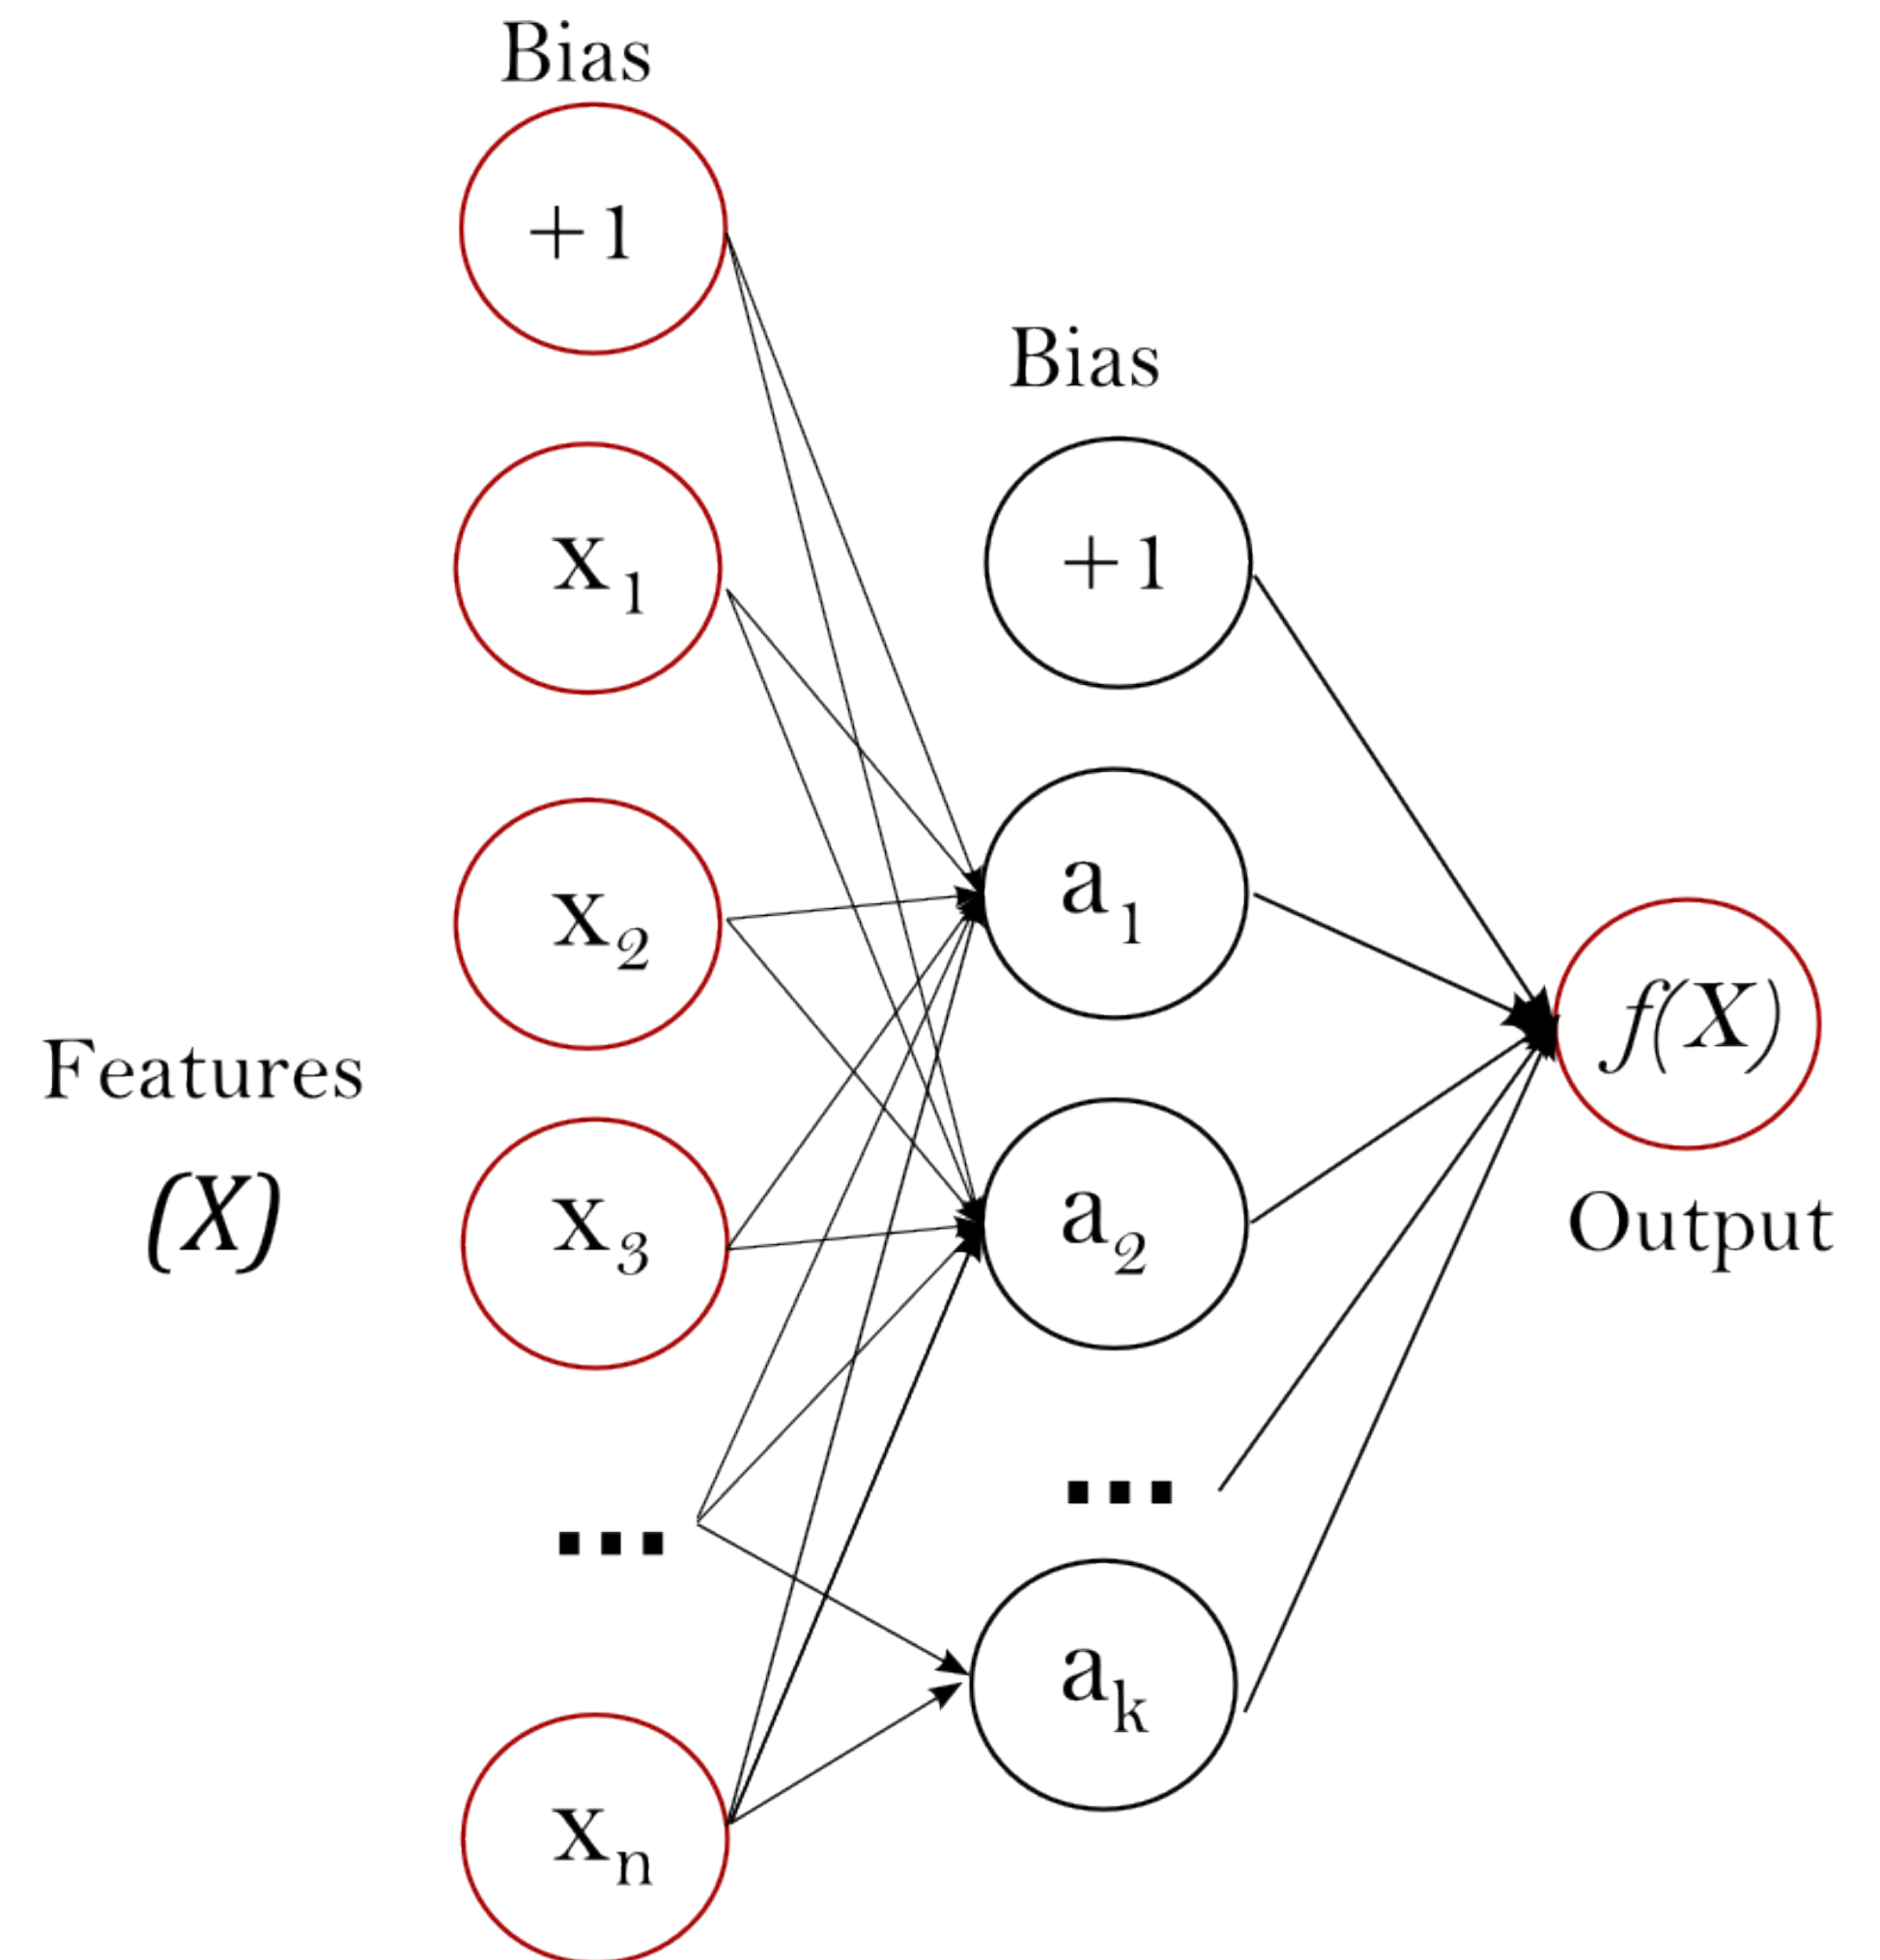 Bias
+1
x1
x2
x3
...
xn
Features
(X)
Bias
+1
a1
a2
...
ak
f(X)
Output